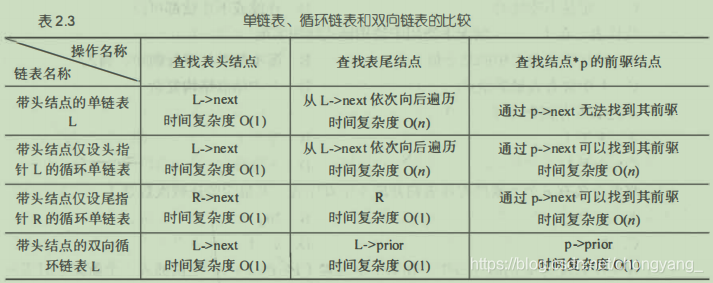 表 2.3 单链表、循环链表和双向链表的比较
操作名称
链表名称
查找表头结点 查找表尾结点 查找结点*p 的前驱结点
带头结点的单链表
L
L->next
时间复杂度 O(1)
从 L->next 依次向后遍历
时间复杂度 O(n)
通过 p->next 无法找到其前驱
带头结点仅设头指
针 L 的循环单链表
L->next
时间复杂度 O(1)
从 L->next 依次向后遍历
时间复杂度 O(n)
通过 p->next 可以找到其前驱
时间复杂度 O(n)
带头结点仅设尾指
针 R 的循环单链表
R->next
时间复杂度 O(1)
R
时间复杂度 O(1)
通过 p->next 可以找到其前驱
时间复杂度 O(n)
带头结点的双向循
环链表 L
L->next
时间复杂度 O(1)
L->prior
时间复杂度 O(1)
p->prior
时间复杂度 O(1)